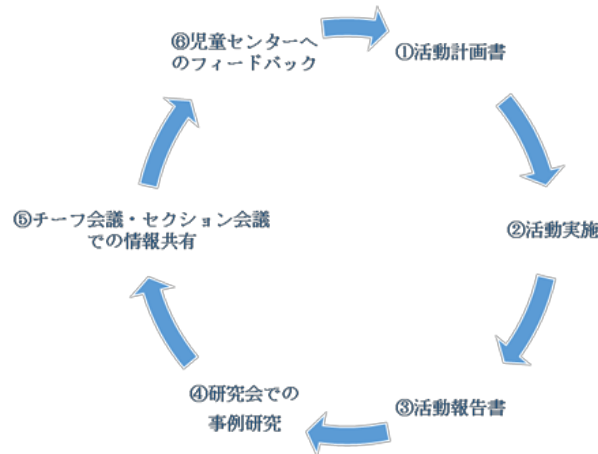 ①活動計画書
②活動実施
③活動報告書
④研究会での
事例研究
⑤チーフ会議・セクション会議
での情報共有
⑥児童センターへ
のフィードバック